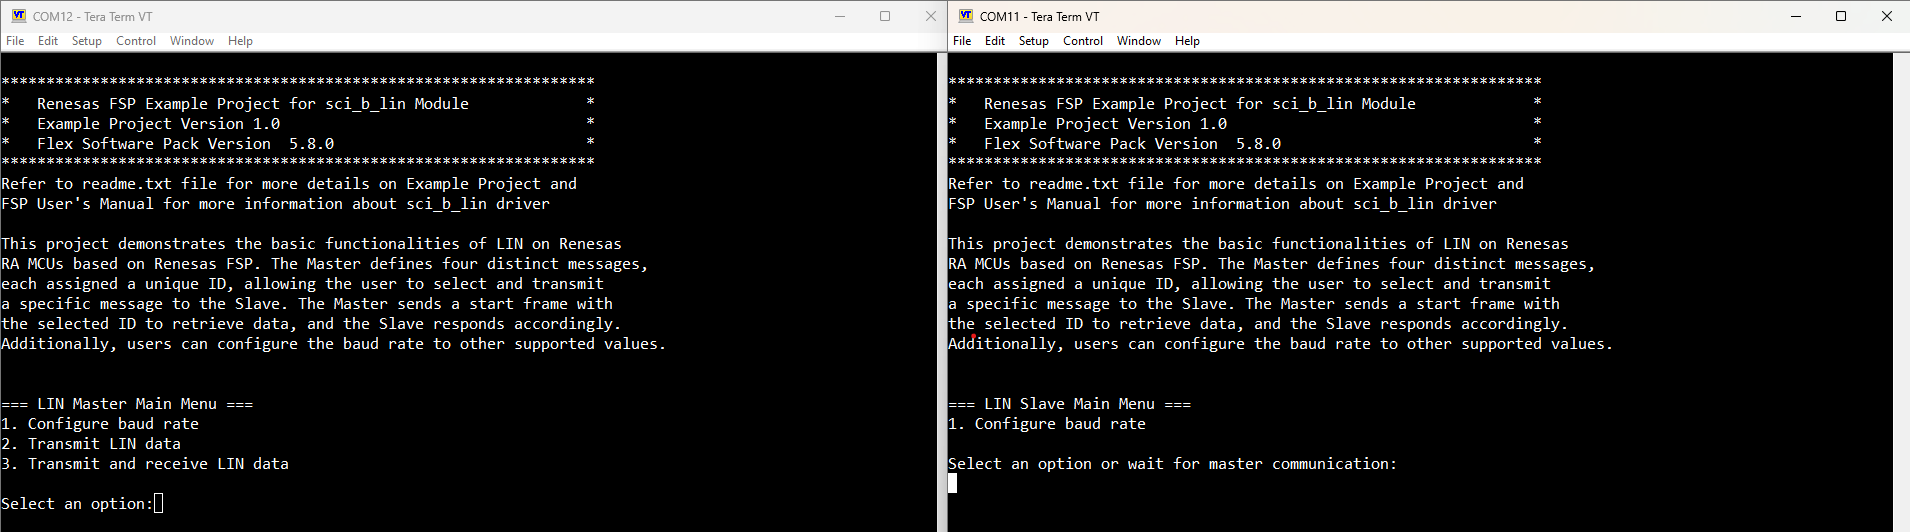 COM12 - Tera Term VT
File Edit Setup Control Window Help
*******************************************************************
* Renesas FSP Example Project for sci_b_lin Module *
* Example Project Version 1.0 *
* Flex Software Pack Version 5.8.0 *
*******************************************************************
Refer to readme.txt file for more details on Example Project and
FSP User's Manual for more information about sci_b_lin driver
This project demonstrates the basic functionalities of LIN on Renesas
RA MCUs based on Renesas FSP. The Master defines four distinct messages,
each assigned a unique ID, allowing the user to select and transmit
a specific message to the Slave. The Master sends a start frame with
the selected ID to retrieve data, and the Slave responds accordingly.
Additionally, users can configure the baud rate to other supported values.
=== LIN Master Main Menu ===
1. Configure baud rate
2. Transmit LIN data
3. Transmit and receive LIN data
Select an option:
COM11 - Tera Term VT
File Edit Setup Control Window Help
*******************************************************************
* Renesas FSP Example Project for sci_b_lin Module *
* Example Project Version 1.0 *
* Flex Software Pack Version 5.8.0 *
*******************************************************************
Refer to readme.txt file for more details on Example Project and
FSP User's Manual for more information about sci_b_lin driver
This project demonstrates the basic functionalities of LIN on Renesas
RA MCUs based on Renesas FSP. The Master defines four distinct messages,
each assigned a unique ID, allowing the user to select and transmit
a specific message to the Slave. The Master sends a start frame with
the selected ID to retrieve data, and the Slave responds accordingly.
Additionally, users can configure the baud rate to other supported values.
=== LIN Slave Main Menu ===
1. Configure baud rate
Select an option or wait for master communication: